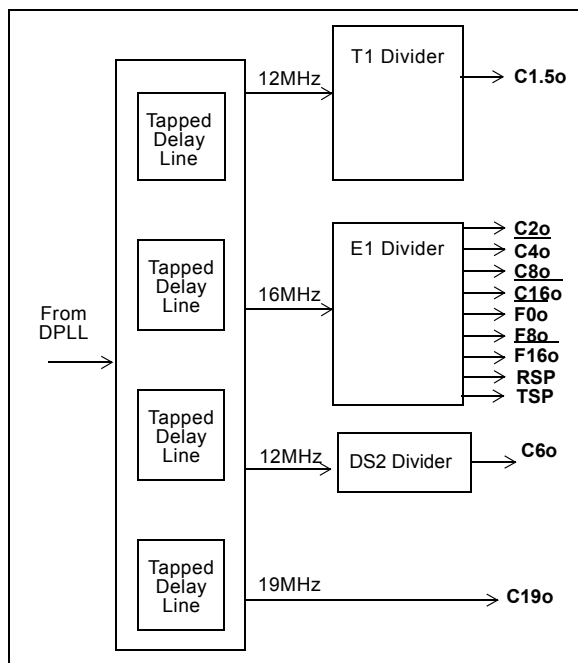 T1 Divider
12MHz
C1.5o
Tapped
Delay
Line
C2o
E1 Divider
C4o
Tapped
Delay
Line
C8o
16MHz
C16o
From
DPLL
F0o
F8o
F16o
RSP
TSP
Tapped
Delay
Line
12MHz
DS2 Divider
C6o
Tapped
Delay
Line
19MHz
C19o